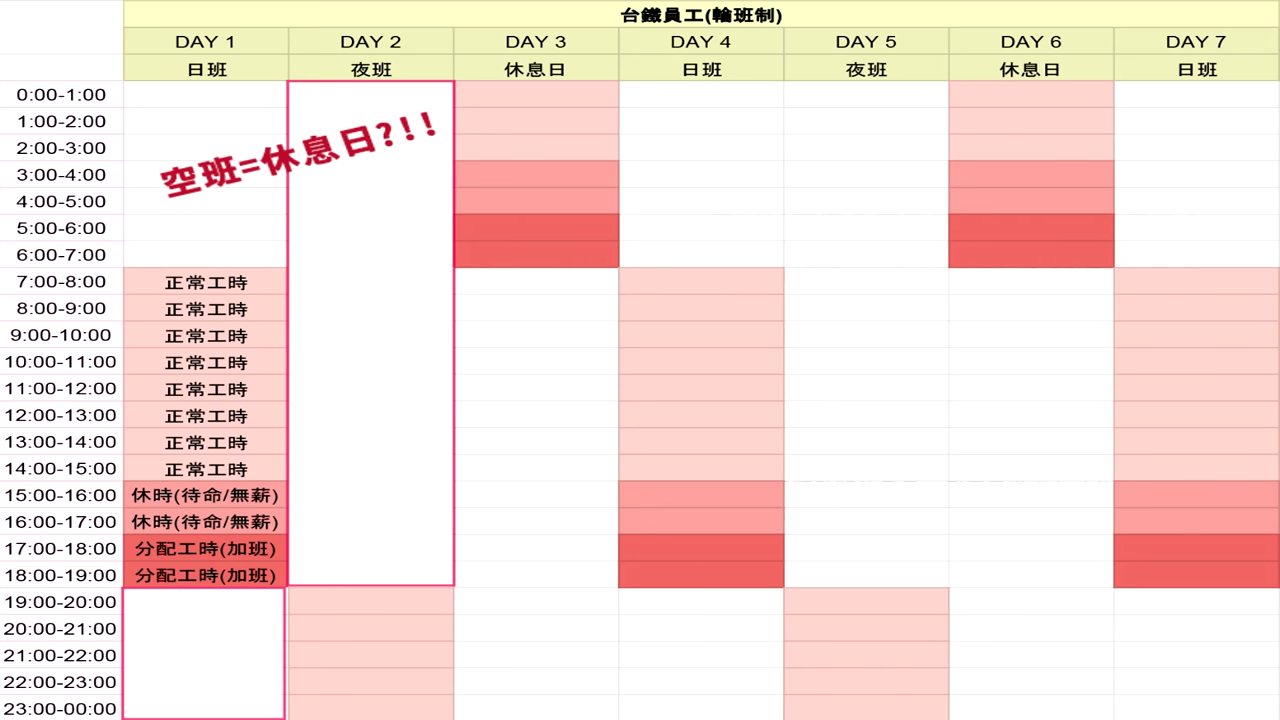 台鐵員工(輪班制)
DAY 1 DAY 2 DAY 3 DAY 4 DAY 5 DAY 6 DAY 7
日班 夜班 休息日 日班 夜班 休息日 日班
0:00-1:00
1:00-2:00
2:00-3:00
空班=休息日?!!
3:00-4:00
4:00-5:00
5:00-6:00
6:00-7:00
7:00-8:00 正常工時
8:00-9:00 正常工時
9:00-10:00 正常工時
10:00-11:00 正常工時
11:00-12:00 正常工時
12:00-13:00 正常工時
13:00-14:00 正常工時
14:00-15:00 正常工時
15:00-16:00 休時(待命/無薪)
16:00-17:00 休時(待命/無薪)
17:00-18:00 分配工時(加班)
18:00-19:00 分配工時(加班)
19:00-20:00
20:00-21:00
21:00-22:00
22:00-23:00
23:00-00:00